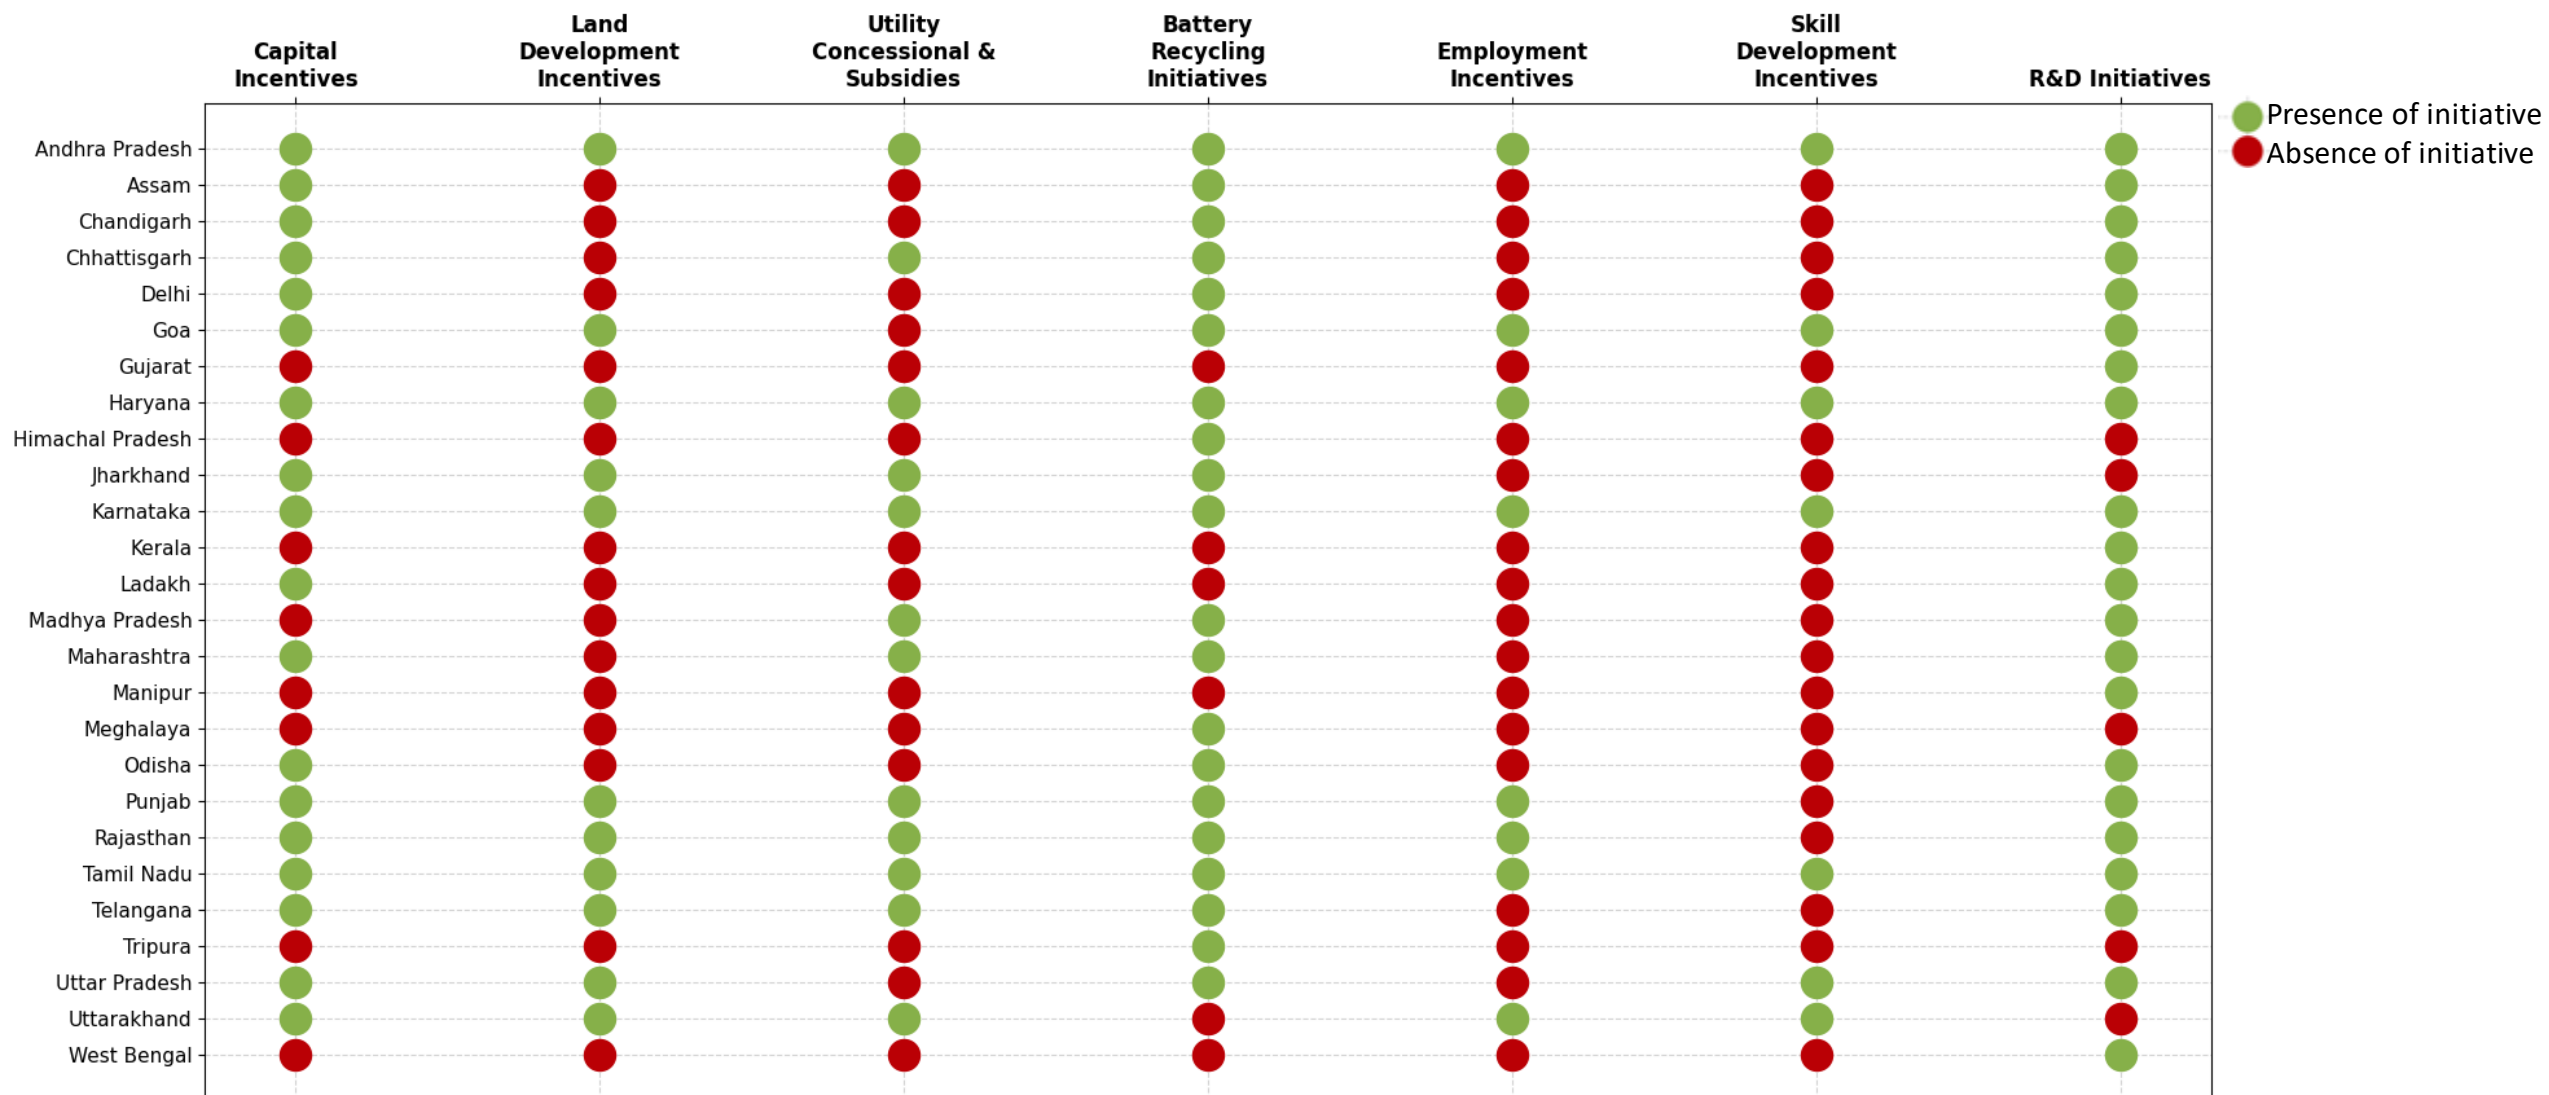 Capital
Incentives
Land
Development
Incentives
Utility
Concessional &
Subsidies
Battery
Recycling
Initiatives
Employment
Incentives
Skill
Development
Incentives
R&D Initiatives
Presence of initiative
Absence of initiative
Andhra Pradesh
Assam
Chandigarh
Chhattisgarh
Delhi
Goa
Gujarat
Haryana
Himachal Pradesh
Jharkhand
Karnataka
Kerala
Ladakh
Madhya Pradesh
Maharashtra
Manipur
Meghalaya
Odisha
Punjab
Rajasthan
Tamil Nadu
Telangana
Tripura
Uttar Pradesh
Uttarakhand
West Bengal